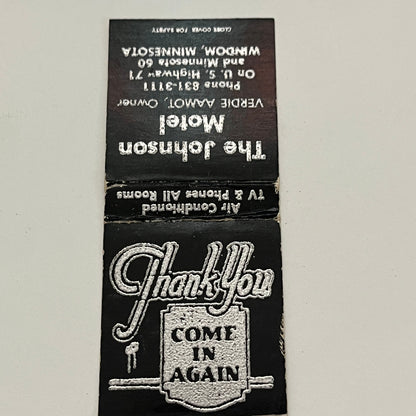 The Johnson
Motel
VERDIE AAMOT, Owner
Phone 831-3111
On U. S. Highway 71
and Minnesota 60
WINDOM, MINNESOTA
CLOSE COVER FOR SAFETY
Air Conditioned
TV & Phones All Rooms
Thank You
COME
IN
AGAIN